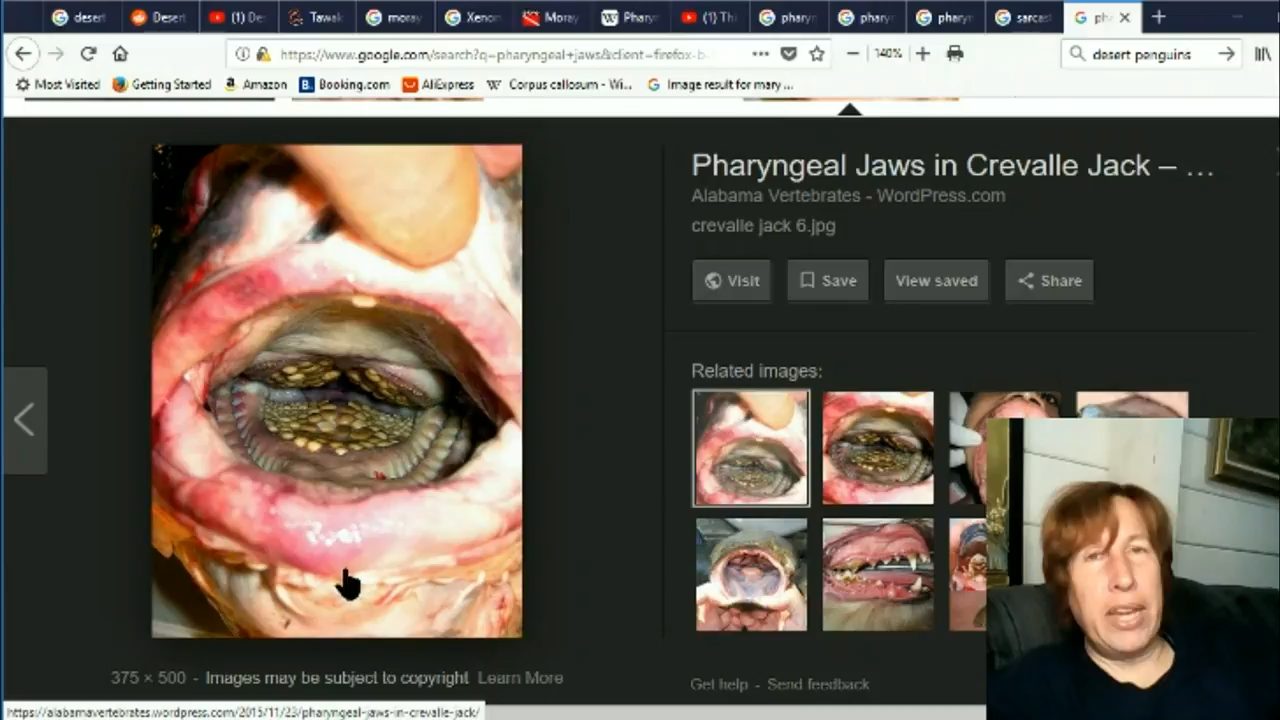 desert
Desert
(1) De
Tawak
moray
Xenon
Moray
Pharyn
(1) Th
phary
phary
phary
sarcast
ph
https://www.google.com/search?q=pharyngeal+jaws&client=firefox-b-
140%
desert penguins
Most Visited
Getting Started
Amazon
Booking.com
AliExpress
Corpus callosum - Wi...
Image result for mary ...
Pharyngeal Jaws in Crevalle Jack – ...
Alabama Vertebrates - WordPress.com
crevalle jack 6.jpg
Visit
Save
View saved
Share
Related images:
375 × 500 - Images may be subject to copyright Learn More
Get help - Send feedback
https://alabamavertebrates.wordpress.com/2015/11/23/pharyngeal-jaws-in-crevalle-jack/